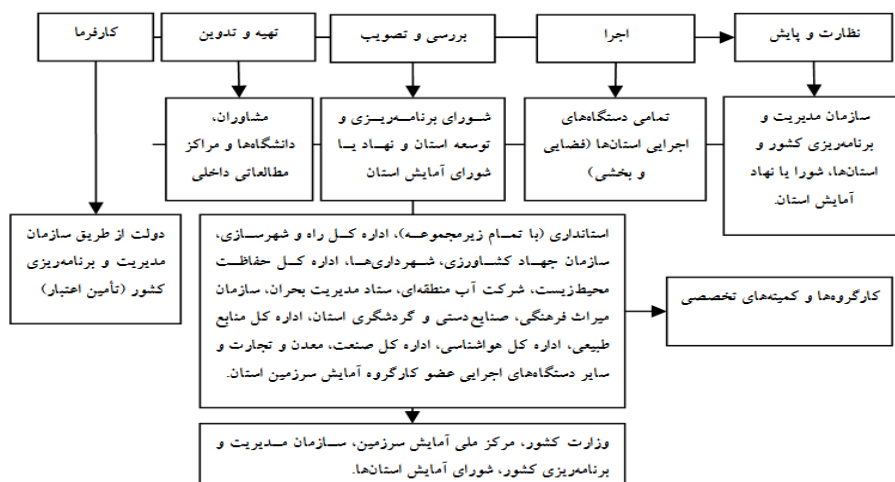 کارفرما
تهیه و تدوین
بررسی و تصویب
اجرا
نظارت و پایش
مشاوران،
دانشگاه‌ها و مراکز
مطالعاتی داخلی
شورای برنامه‌ریزی و
توسعه استان و نهاد یا
شورای آمایش استان
تمامی دستگاه‌های
اجرایی استان‌ها (فضایی
و بخشی)
سازمان مدیریت و
برنامه‌ریزی کشور و
استان‌ها، شورا یا نهاد
آمایش استان.
دولت از طریق سازمان
مدیریت و برنامه‌ریزی
کشور (تأمین اعتبار)
استانداری (با تمام زیرمجموعه)، اداره کل راه و شهرسازی،
سازمان جهاد کشاورزی، شهرداری‌ها، اداره کل حفاظت
محیط‌زیست، شرکت آب منطقه‌ای، ستاد مدیریت بحران، سازمان
میراث فرهنگی، صنایع‌دستی و گردشگری استان، اداره کل منابع
طبیعی، اداره کل هواشناسی، اداره کل صنعت، معدن و تجارت و
سایر دستگاه‌های اجرایی عضو کارگروه آمایش سرزمین استان.
کارگروه‌ها و کمیته‌های تخصصی
وزارت کشور، مرکز ملی آمایش سرزمین، سازمان مدیریت و
برنامه‌ریزی کشور، شورای آمایش استان‌ها.